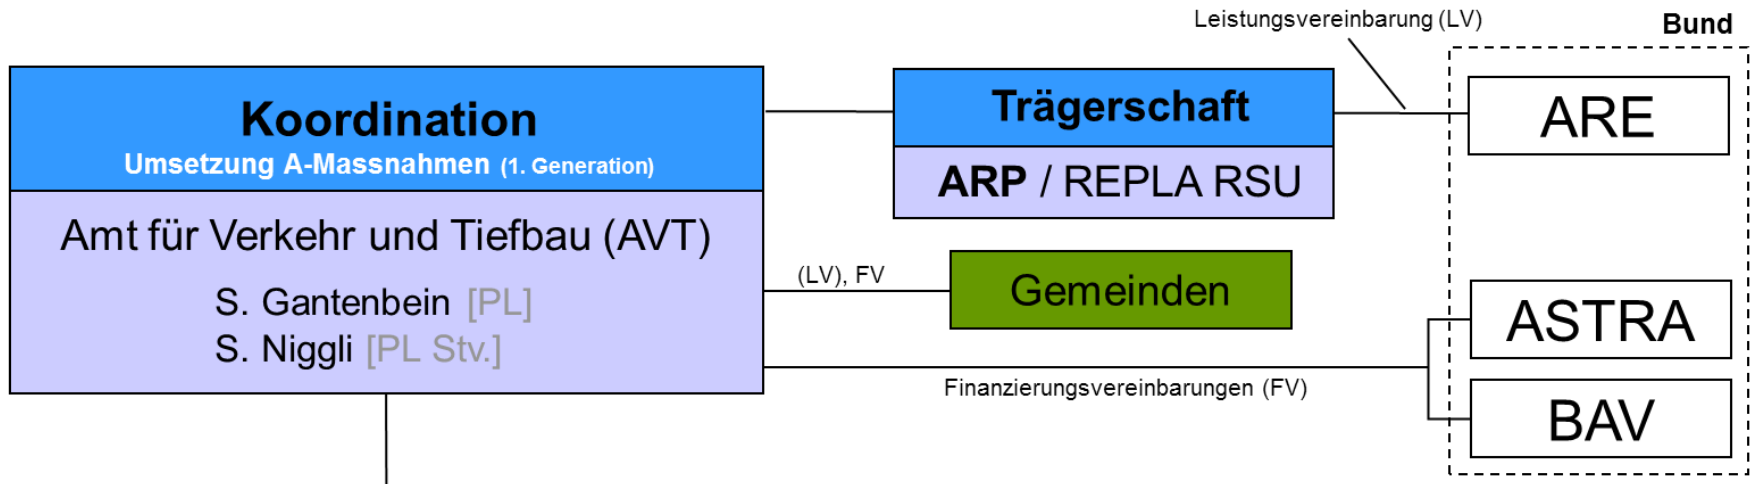 Leistungsvereinbarung (LV)
Bund
Koordination
Umsetzung A-Massnahmen (1. Generation)
Amt für Verkehr und Tiefbau (AVT)
S. Gantenbein [PL]
S. Niggli [PL Stv.]
Trägerschaft
ARP / REPLA RSU
ARE
(LV), FV
Gemeinden
Finanzierungsvereinbarungen (FV)
ASTRA
BAV